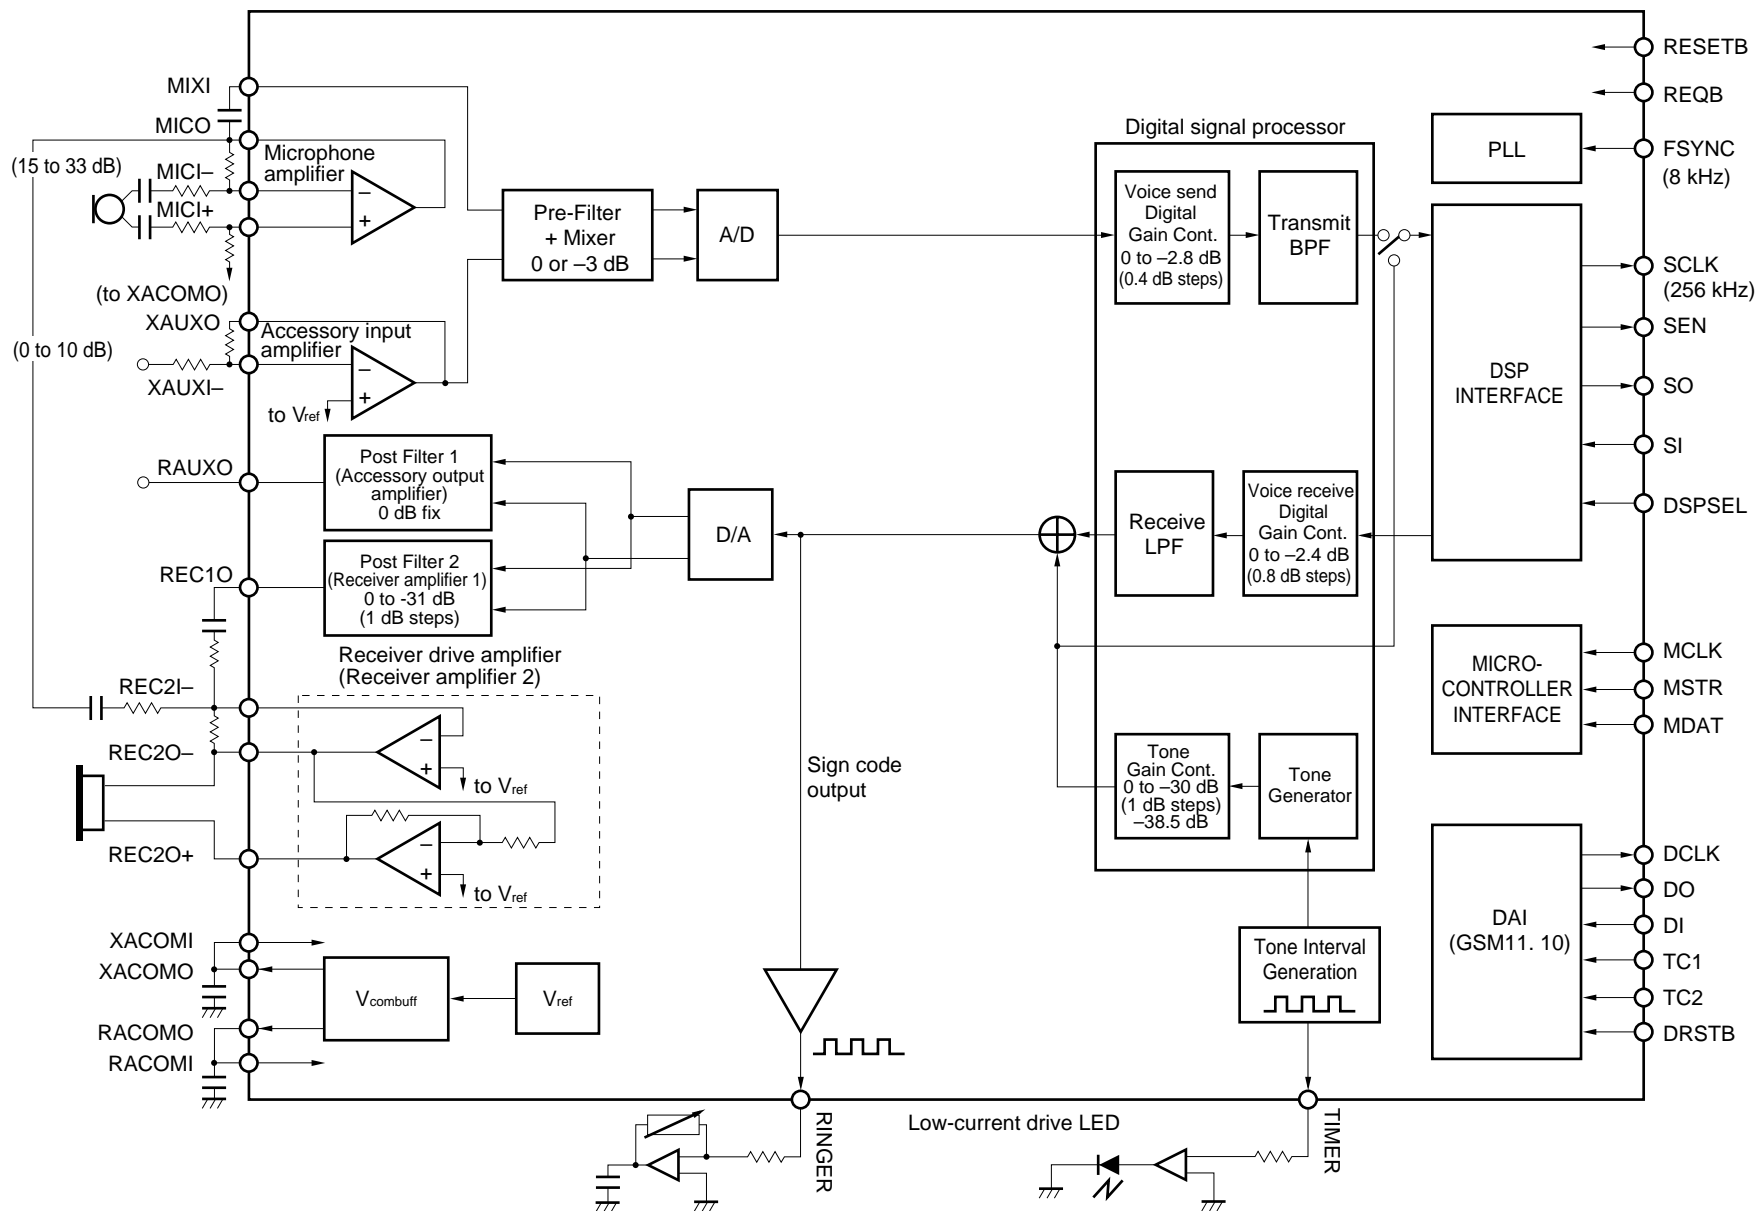 RESETB
REQB
MIXI
MICO
(15 to 33 dB)
Microphone
amplifier
MICI–
MICI+
–
+
(to XACOMO)
XAUXO
(0 to 10 dB)
Accessory input
amplifier
XAUXI–
–
+
to Vref
Pre-Filter
+ Mixer
0 or –3 dB
A/D
Digital signal processor
Voice send
Digital
Gain Cont.
0 to –2.8 dB
(0.4 dB steps)
Transmit
BPF
PLL
FSYNC
(8 kHz)
DSP
INTERFACE
SCLK
(256 kHz)
SEN
SO
SI
DSPSEL
RAUXO
Post Filter 1
(Accessory output
amplifier)
0 dB fix
REC1O
Post Filter 2
(Receiver amplifier 1)
0 to -31 dB
(1 dB steps)
D/A
Receive
LPF
Voice receive
Digital
Gain Cont.
0 to –2.4 dB
(0.8 dB steps)
Receiver drive amplifier
(Receiver amplifier 2)
REC2I–
REC2O–
REC2O+
–
+
to Vref
–
+
to Vref
Sign code
output
Tone
Gain Cont.
0 to –30 dB
(1 dB steps)
–38.5 dB
Tone
Generator
MICRO-
CONTROLLER
INTERFACE
MCLK
MSTR
MDAT
DAI
(GSM11. 10)
DCLK
DO
DI
TC1
TC2
DRSTB
XACOMI
XACOMO
RACOMO
RACOMI
Vcombuff
Vref
Tone Interval
Generation
RINGER
Low-current drive LED
TIMER